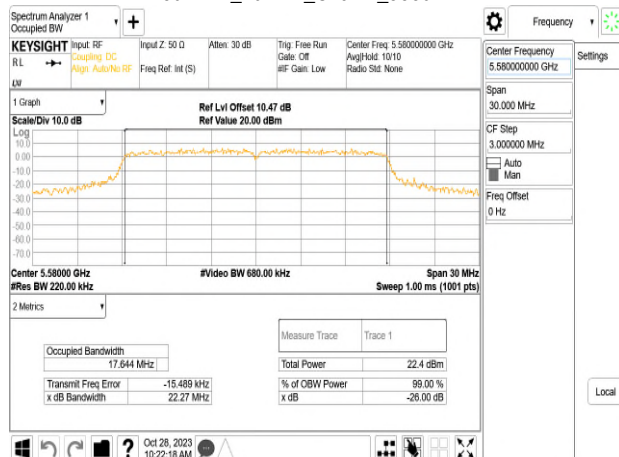 Spectrum Analyzer 1
Occupied BW
Frequency
KEYSIGHT
Input: RF
Coupling: DC
Align: Auto/No RF
Input Z: 50 Ω
Freq Ref: Int (S)
Atten: 30 dB
Trig: Free Run
Gate: Off
#IF Gain: Low
Center Freq: 5.580000000 GHz
Avg|Hold: 10/10
Radio Std: None
RL
Center Frequency
5.580000000 GHz
Settings
Span
30.000 MHz
CF Step
3.000000 MHz
Auto
Man
Freq Offset
0 Hz
1 Graph
Scale/Div 10.0 dB
Ref Lvl Offset 10.47 dB
Ref Value 20.00 dBm
Log
10.0
0.00
-10.0
-20.0
-30.0
-40.0
-50.0
-60.0
-70.0
Center 5.58000 GHz
#Video BW 680.00 kHz
Span 30 MHz
#Res BW 220.00 kHz
Sweep 1.00 ms (1001 pts)
2 Metrics
Measure Trace
Trace 1
Occupied Bandwidth
17.644 MHz
Total Power
22.4 dBm
Transmit Freq Error
-15.489 kHz
% of OBW Power
99.00 %
x dB Bandwidth
22.27 MHz
x dB
-26.00 dB
Local
?
Oct 28, 2023
10:22:18 AM